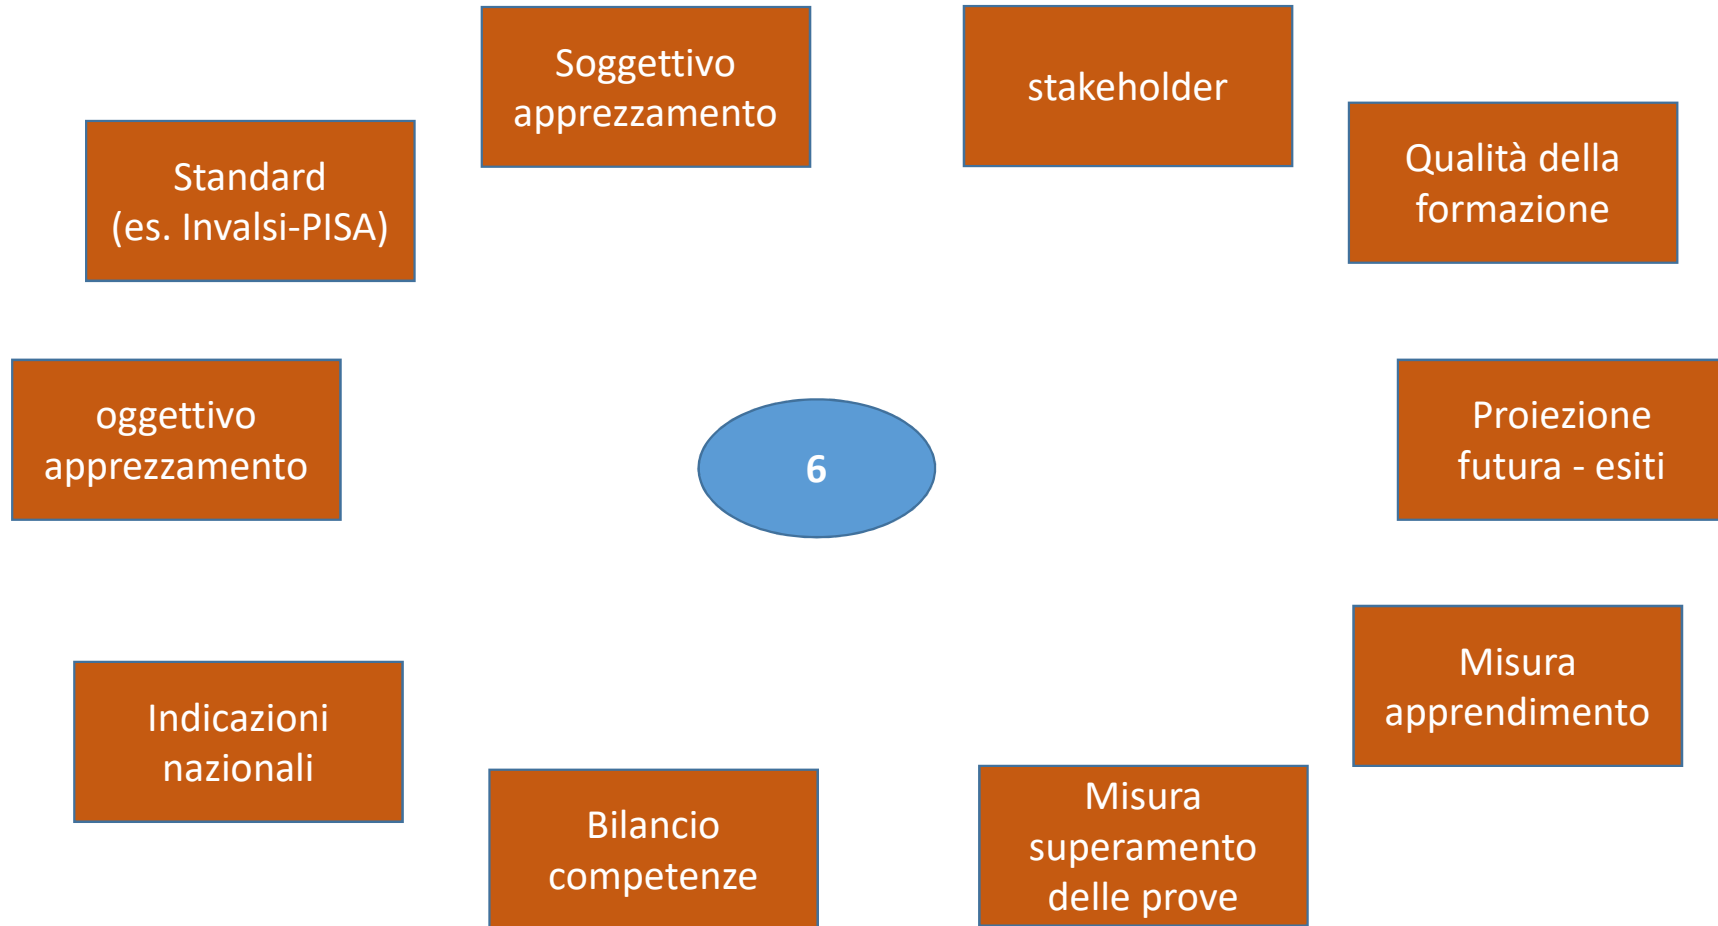 Soggettivo
apprezzamento
stakeholder
Standard
(es. Invalsi-PISA)
Qualità della
formazione
oggettivo
apprezzamento
6
Proiezione
futura - esiti
Indicazioni
nazionali
Misura
apprendimento
Bilancio
competenze
Misura
superamento
delle prove